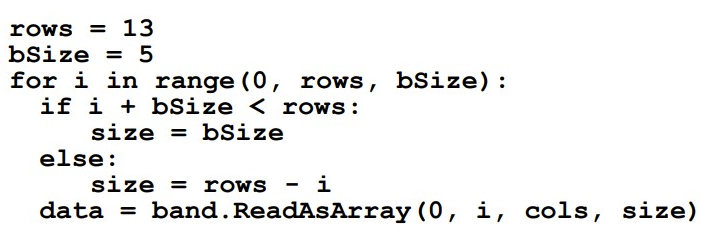 rows = 13
bSize = 5
for i in range(0, rows, bSize):
  if i + bSize < rows:
     size = bSize
  else:
     size = rows - i
  data = band.ReadAsArray(0, i, cols, size)